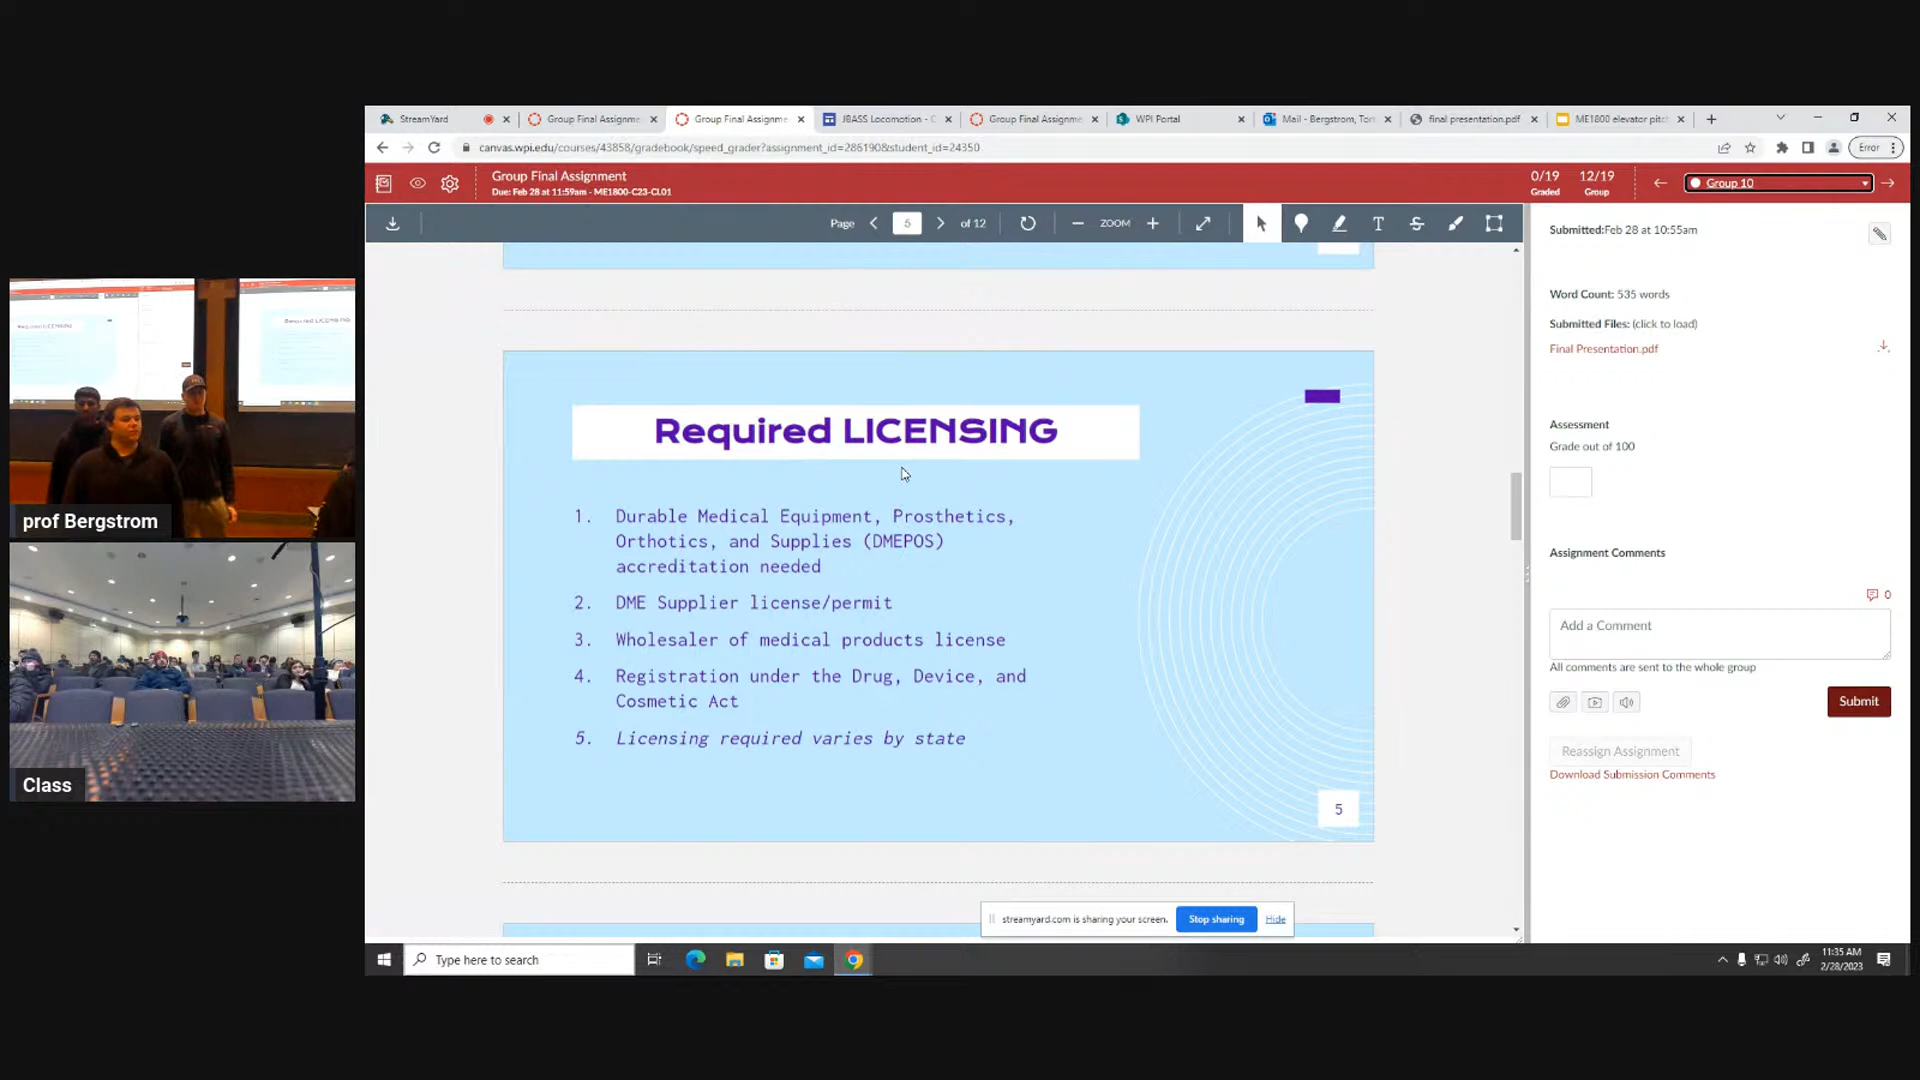 StreamYard
Group Final Assignme
Group Final Assignme
JBASS Locomotion - C
Group Final Assignme
WPI Portal
Mail - Bergstrom, Tor
final presentation.pdf
ME1800 elevator pitc
canvas.wpi.edu/courses/43858/gradebook/speed_grader?assignment_id=286190&student_id=24350
Error
Group Final Assignment
Due: Feb 28 at 11:59am - ME1800-C23-CL01
0/19
Graded
12/19
Group
Group 10
Page
5
of 12
ZOOM
T
S
Required LICENSING
1. Durable Medical Equipment, Prosthetics,
Orthotics, and Supplies (DMEPOS)
accreditation needed
2. DME Supplier license/permit
3. Wholesaler of medical products license
4. Registration under the Drug, Device, and
Cosmetic Act
5. Licensing required varies by state
5
Submitted:Feb 28 at 10:55am
Word Count: 535 words
Submitted Files: (click to load)
Final Presentation.pdf
Assessment
Grade out of 100
Assignment Comments
0
Add a Comment
All comments are sent to the whole group
Submit
Reassign Assignment
Download Submission Comments
Required LICENSING
Required LICENSING
prof Bergstrom
Class
streamyard.com is sharing your screen.
Stop sharing
Hide
Type here to search
11:35 AM
2/28/2023